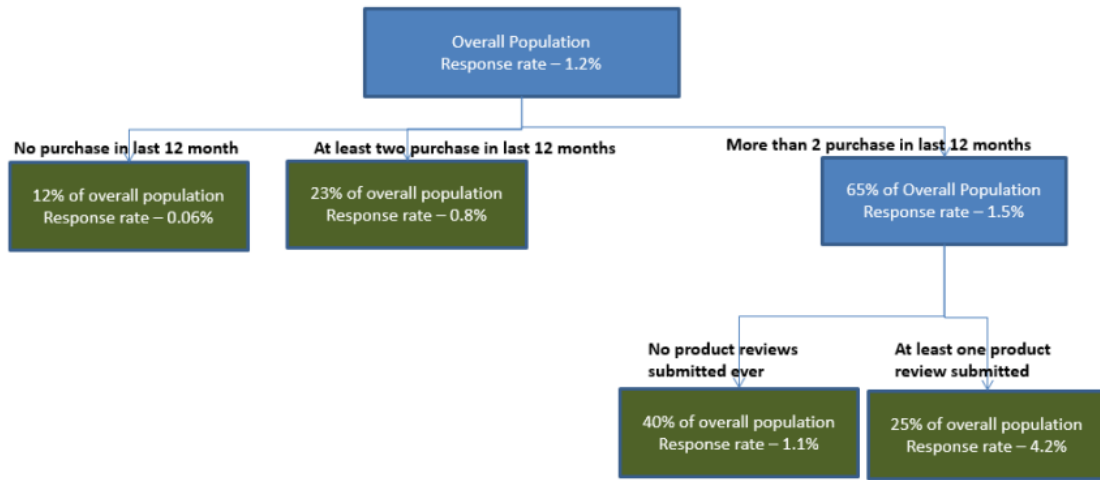 Overall Population
Response rate – 1.2%
No purchase in last 12 month
At least two purchase in last 12 months
More than 2 purchase in last 12 months
12% of overall population
Response rate – 0.06%
23% of overall population
Response rate – 0.8%
65% of Overall Population
Response rate – 1.5%
No product reviews
submitted ever
At least one product
review submitted
40% of overall population
Response rate – 1.1%
25% of overall population
Response rate – 4.2%